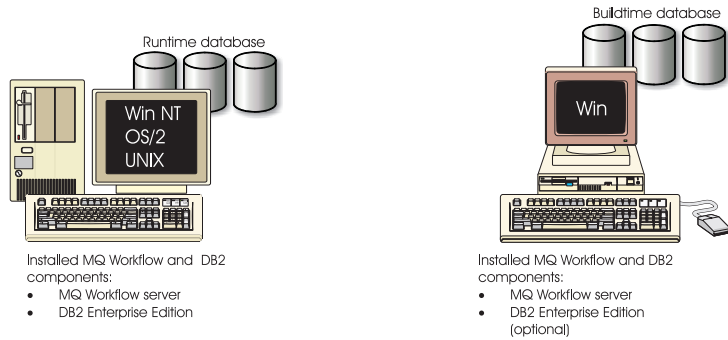 Runtime database
Win NT
OS/2
UNIX
Installed MQ Workflow and DB2
components:
• MQ Workflow server
• DB2 Enterprise Edition
Buildtime database
Win
Installed MQ Workflow and DB2
components:
• MQ Workflow server
• DB2 Enterprise Edition
(optional)